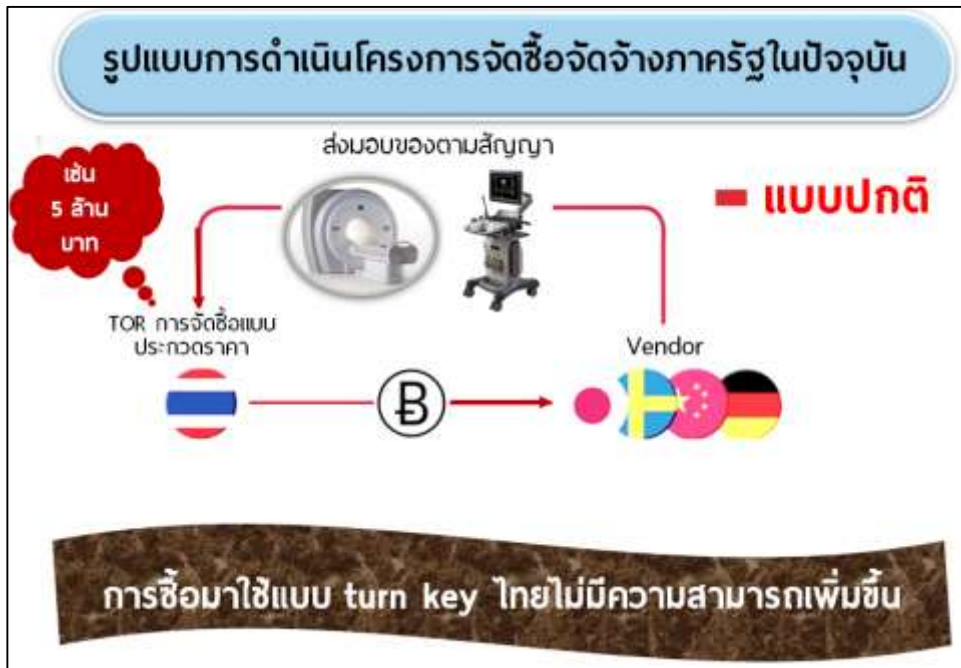 รูปแบบการดำเนินโครงการจัดซื้อจัดจ้างภาครัฐในปัจจุบัน
ส่งมอบของตามสัญญา
เช่น
5 ล้าน
บาท
แบบปกติ
TOR การจัดซื้อแบบ
ประกวดราคา
Vendor
การซื้อมาใช้แบบ turn key ไทยไม่มีความสามารถเพิ่มขึ้น